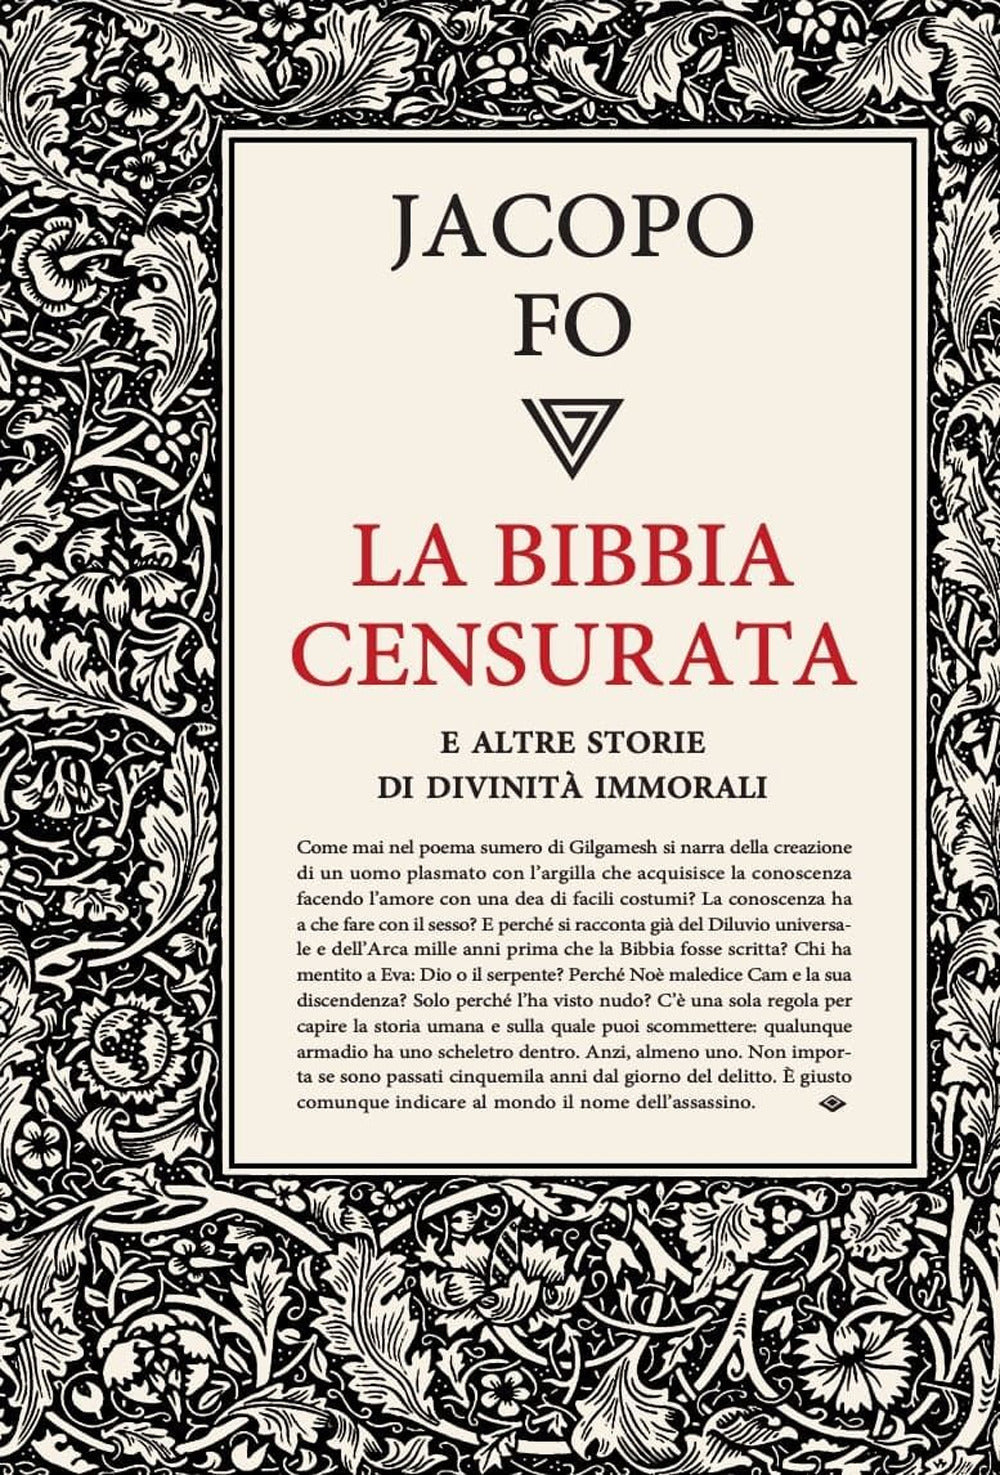 JACOPO
FO
LA BIBBIA
CENSURATA
E ALTRE STORIE
DI DIVINITÀ IMMORALI
Come mai nel poema sumero di Gilgamesh si narra della creazione
di un uomo plasmato con l'argilla che acquisisce la conoscenza
facendo l'amore con una dea di facili costumi? La conoscenza ha
a che fare con il sesso? E perché si racconta già del Diluvio universa-
le e dell'Arca mille anni prima che la Bibbia fosse scritta? Chi ha
mentito a Eva: Dio o il serpente? Perché Noè maledice Cam e la sua
discendenza? Solo perché l'ha visto nudo? C'è una sola regola per
capire la storia umana e sulla quale puoi scommettere: qualunque
armadio ha uno scheletro dentro. Anzi, almeno uno. Non impor-
ta se sono passati cinquemila anni dal giorno del delitto. È giusto
comunque indicare al mondo il nome dell'assassino.